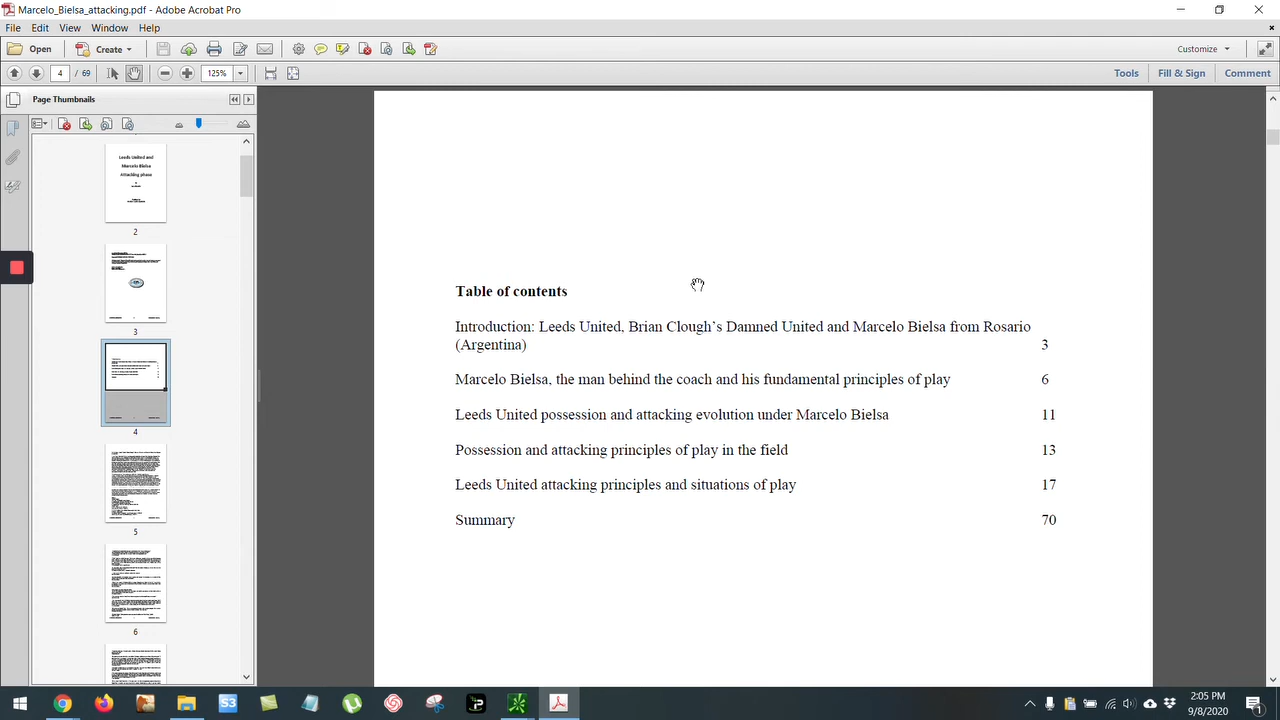 Marcelo_Bielsa_attacking.pdf - Adobe Acrobat Pro
File Edit View Window Help
Open Create Customize
4 / 69 125% Tools Fill & Sign Comment
Page Thumbnails
Leeds United and
Marcelo Bielsa
Attacking phase
2
3
4
5
6
Table of contents
Introduction: Leeds United, Brian Clough's Damned United and Marcelo Bielsa from Rosario
(Argentina) 3
Marcelo Bielsa, the man behind the coach and his fundamental principles of play 6
Leeds United possession and attacking evolution under Marcelo Bielsa 11
Possession and attacking principles of play in the field 13
Leeds United attacking principles and situations of play 17
Summary 70
2:05 PM
9/8/2020